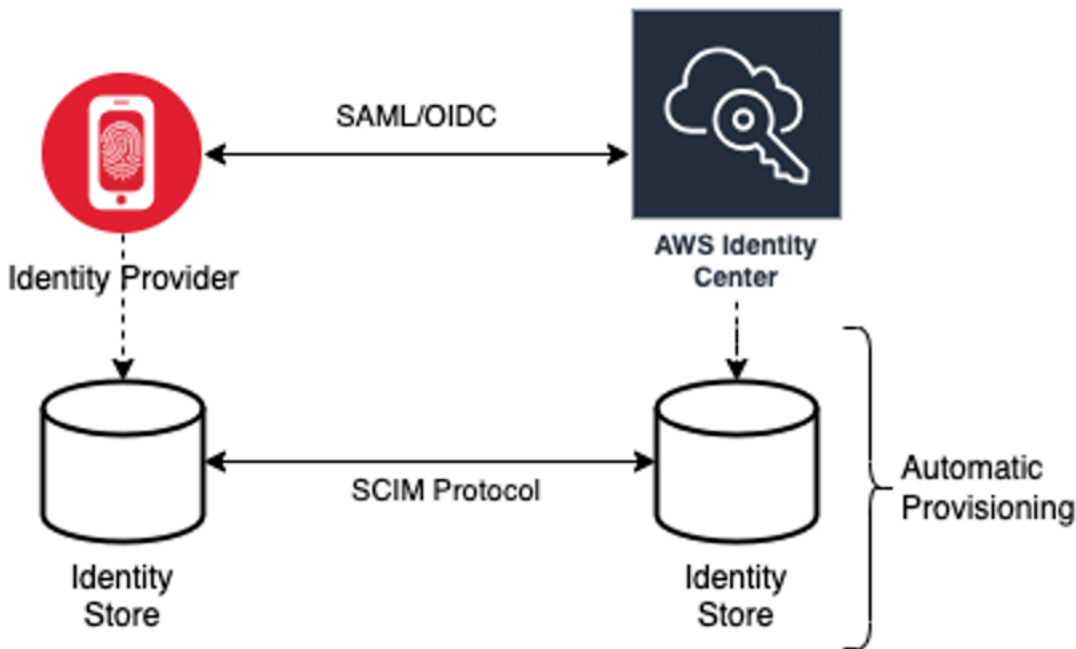 SAML/OIDC
Identity Provider
AWS Identity
Center
SCIM Protocol
Automatic
Provisioning
Identity
Store
Identity
Store